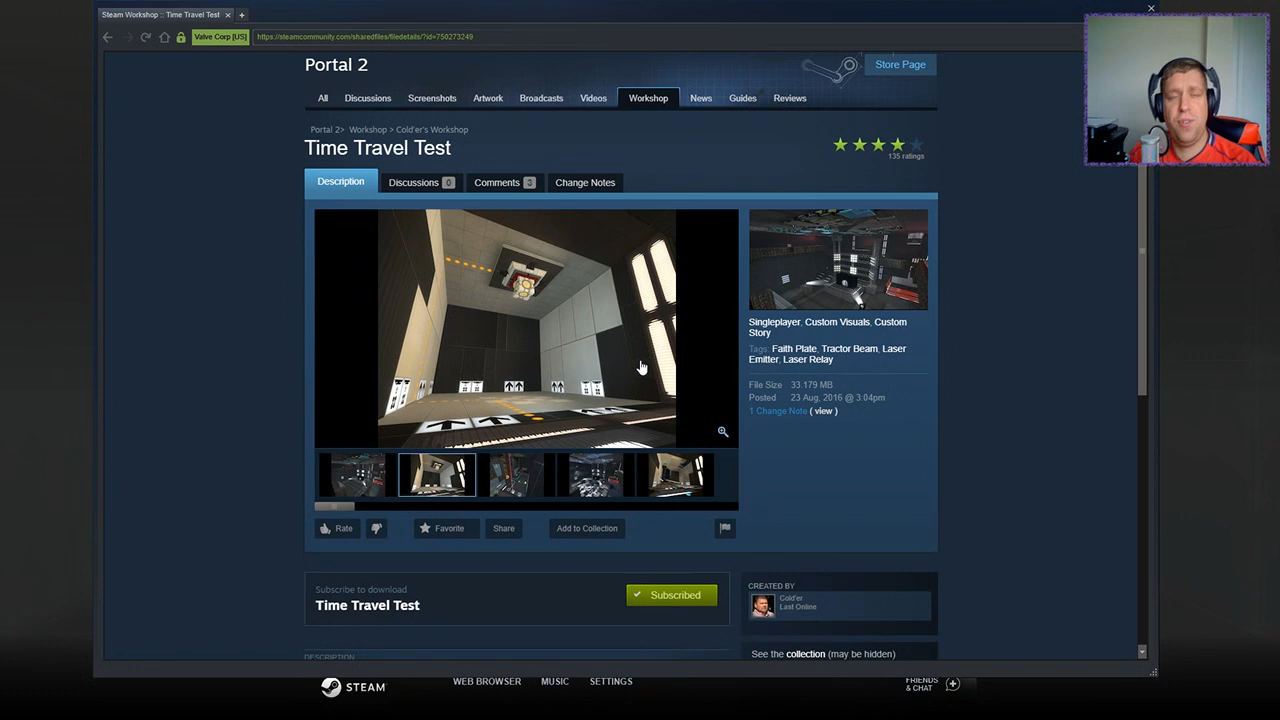 Steam Workshop :: Time Travel Test
Valve Corp [US]
https://steamcommunity.com/sharedfiles/filedetails/?id=750273249
Portal 2
Store Page
All
Discussions
Screenshots
Artwork
Broadcasts
Videos
Workshop
News
Guides
Reviews
Portal 2> Workshop > Cold'er's Workshop
Time Travel Test
135 ratings
Description
Discussions 0
Comments 3
Change Notes
Singleplayer, Custom Visuals, Custom
Story
Tags: Faith Plate, Tractor Beam, Laser
Emitter, Laser Relay
File Size 33.179 MB
Posted 23 Aug, 2016 @ 3:04pm
1 Change Note ( view )
Rate
Favorite
Share
Add to Collection
Subscribe to download
Time Travel Test
Subscribed
CREATED BY
Cold'er
Last Online
DESCRIPTION
See the collection (may be hidden)
STEAM
WEB BROWSER
MUSIC
SETTINGS
FRIENDS
& CHAT